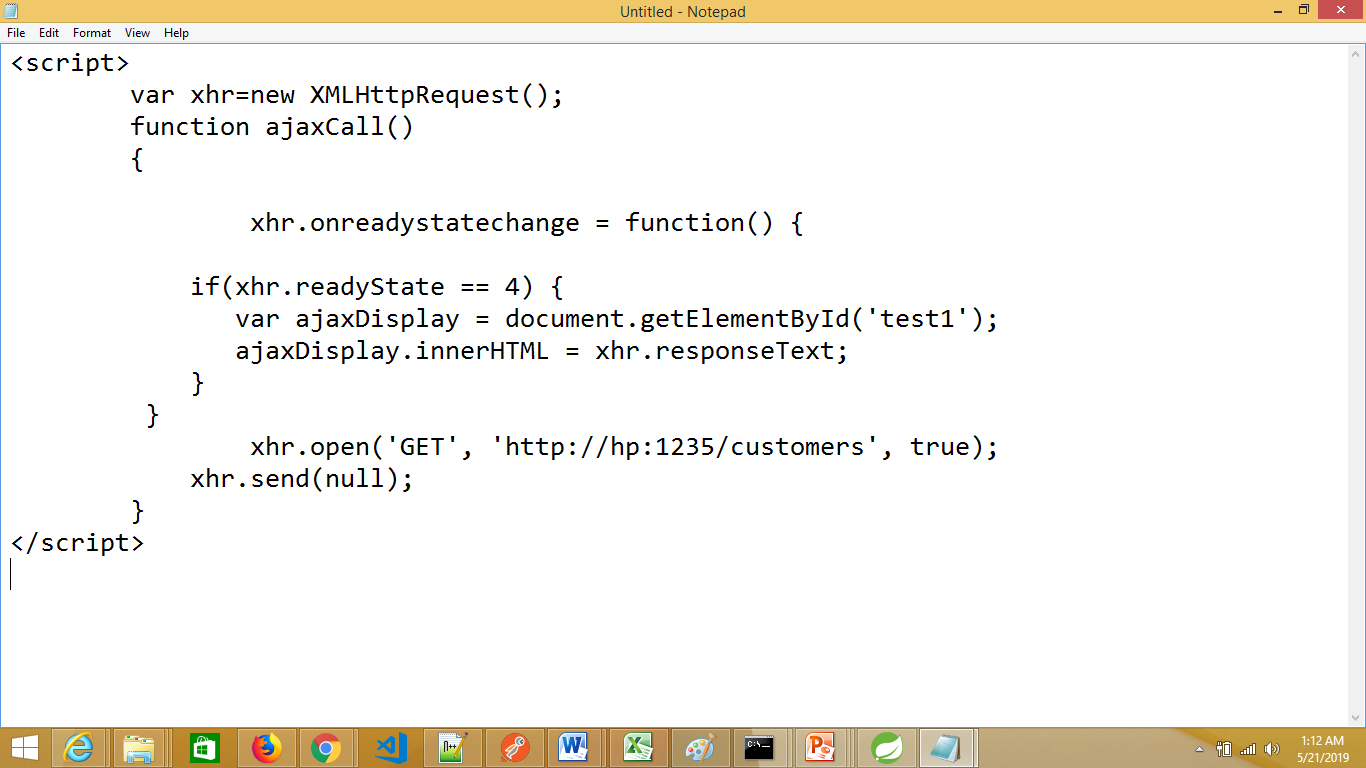 Untitled - Notepad
File Edit Format View Help
<script>
var xhr=new XMLHttpRequest();
function ajaxCall()
{
xhr.onreadystatechange = function() {
if(xhr.readyState == 4) {
var ajaxDisplay = document.getElementById('test1');
ajaxDisplay.innerHTML = xhr.responseText;
}
}
xhr.open('GET', 'http://hp:1235/customers', true);
xhr.send(null);
}
</script>
1:12 AM
5/21/2019